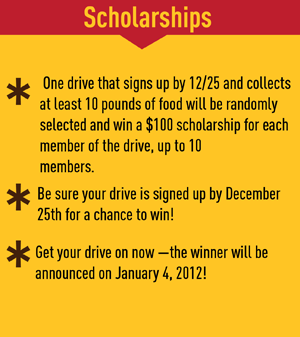 Scholarships
* One drive that signs up by 12/25 and collects
at least 10 pounds of food will be randomly
selected and win a $100 scholarship for each
member of the drive, up to 10
members.
* Be sure your drive is signed up by December
25th for a chance to win!
* Get your drive on now —the winner will be
announced on January 4, 2012!